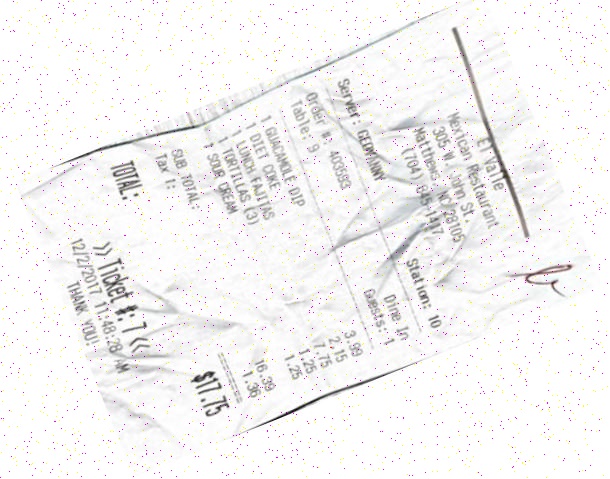 El Valle
Mexican Restaurant
305 W. John St.
Matthews, NC 28105
(704) 845-1417
Server: Station: 10
Order #: Dine In
Table: 9 Guests: 1
1 GUACAMOLE DIP 3.99
1 DIET COKE 2.15
1 LUNCH FAJITAS 7.75
1 TORTILLAS (3) 1.25
1 SOUR CREAM 1.25
SUB TOTAL: 16.39
Tax 1: 1.36
TOTAL: $17.75
>> Ticket #: 7 <<
12/2/2017 11:48:28 AM
THANK YOU!